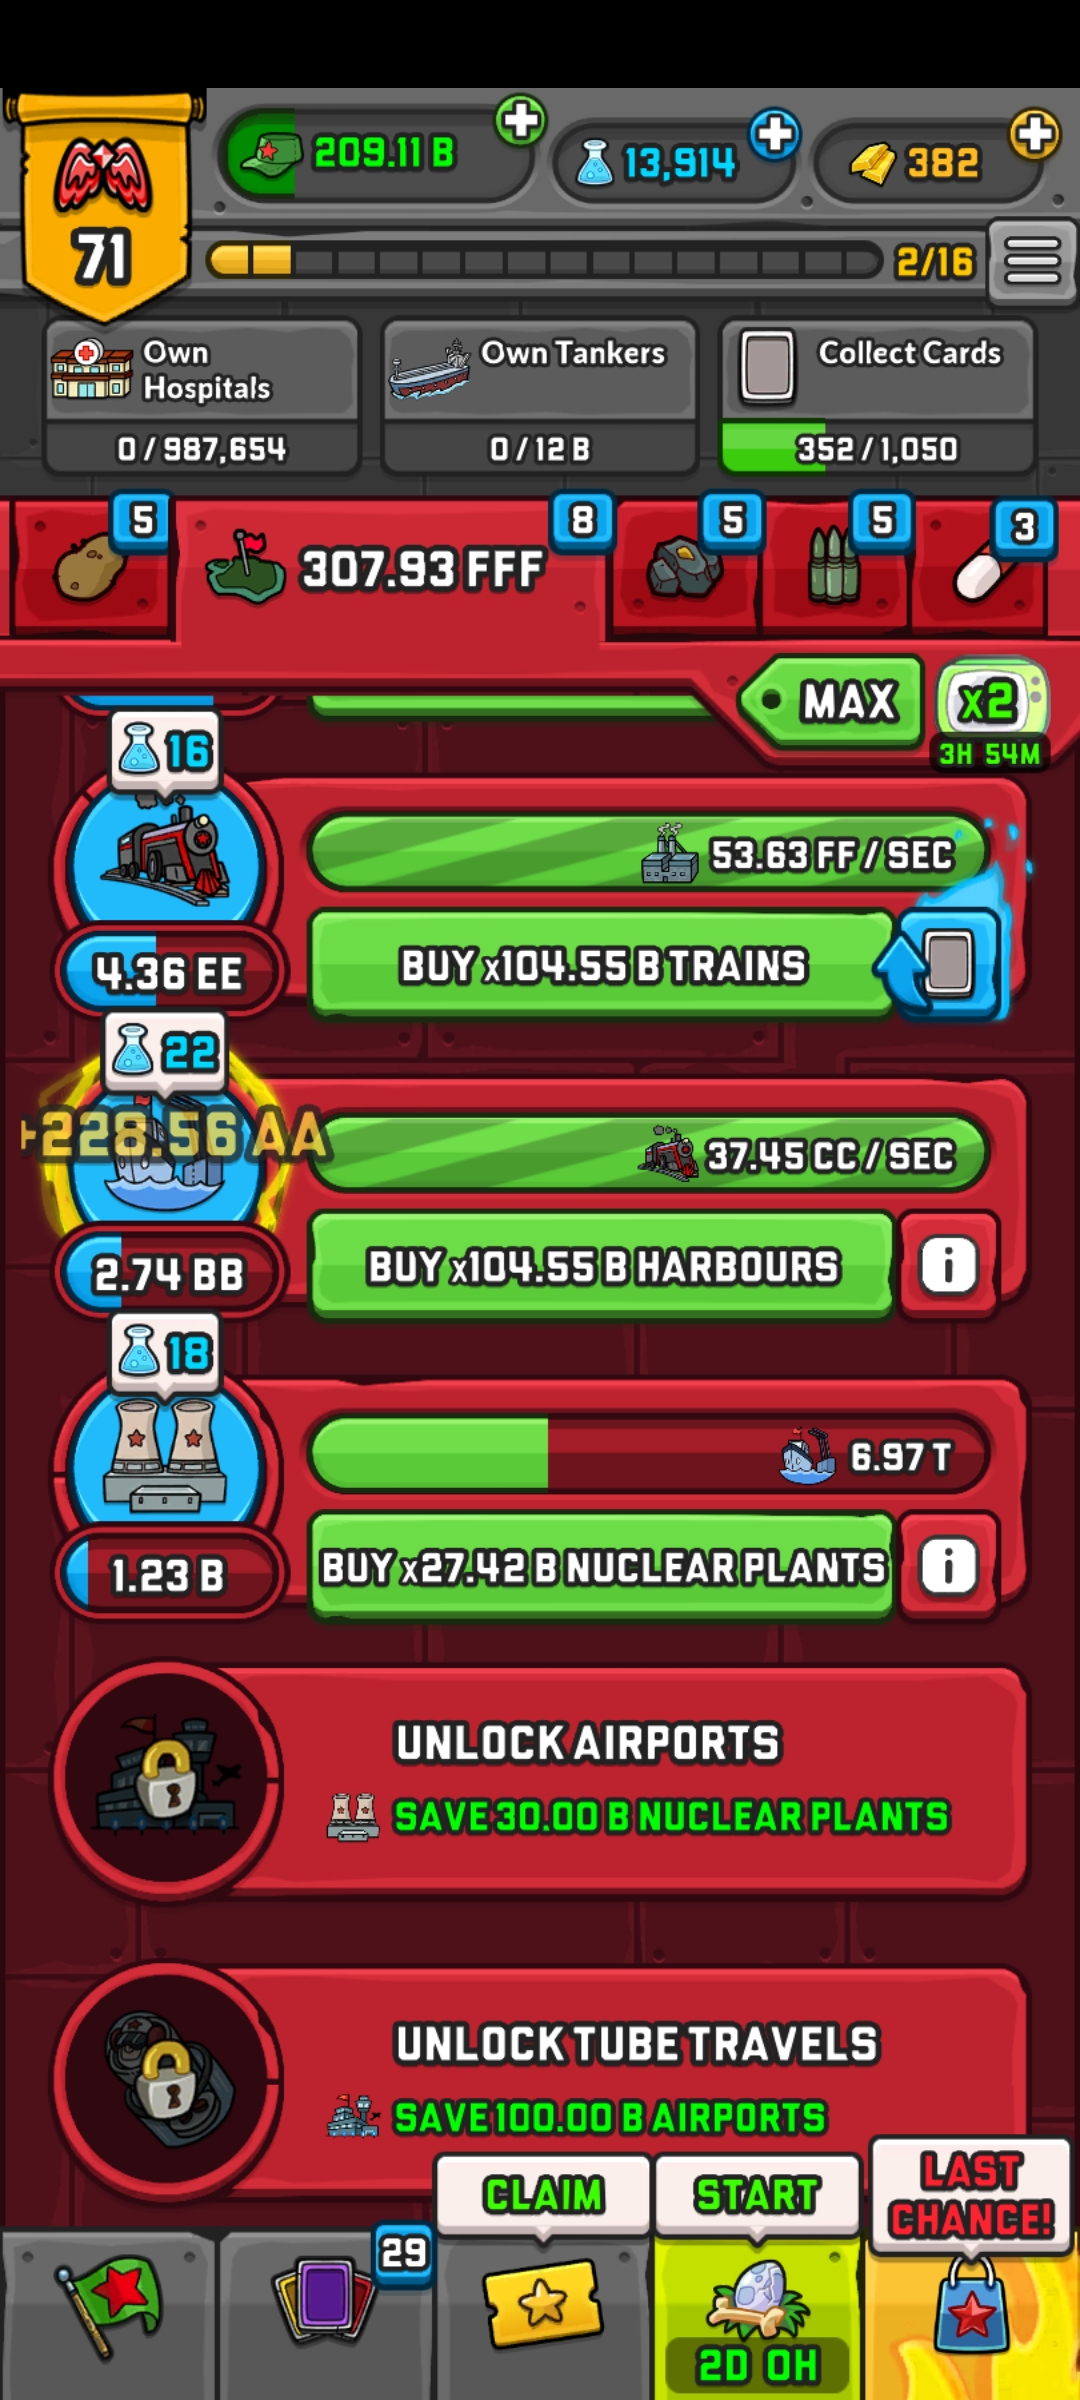 209.11 B
13,914
382
71
2/16
Own
Hospitals
0 / 987,654
Own Tankers
0 / 12 B
Collect Cards
352 / 1,050
5
307.93 FFF
8
5
5
3
MAX
x2
3H 54M
16
53.63 FF / SEC
4.36 EE
BUY x104.55 B TRAINS
22
+228.56 AA
37.45 CC / SEC
2.74 BB
BUY x104.55 B HARBOURS
i
18
6.97 T
1.23 B
BUY x27.42 B NUCLEAR PLANTS
i
UNLOCK AIRPORTS
SAVE 30.00 B NUCLEAR PLANTS
UNLOCK TUBE TRAVELS
SAVE 100.00 B AIRPORTS
CLAIM
START
LAST
CHANCE!
29
2D 0H